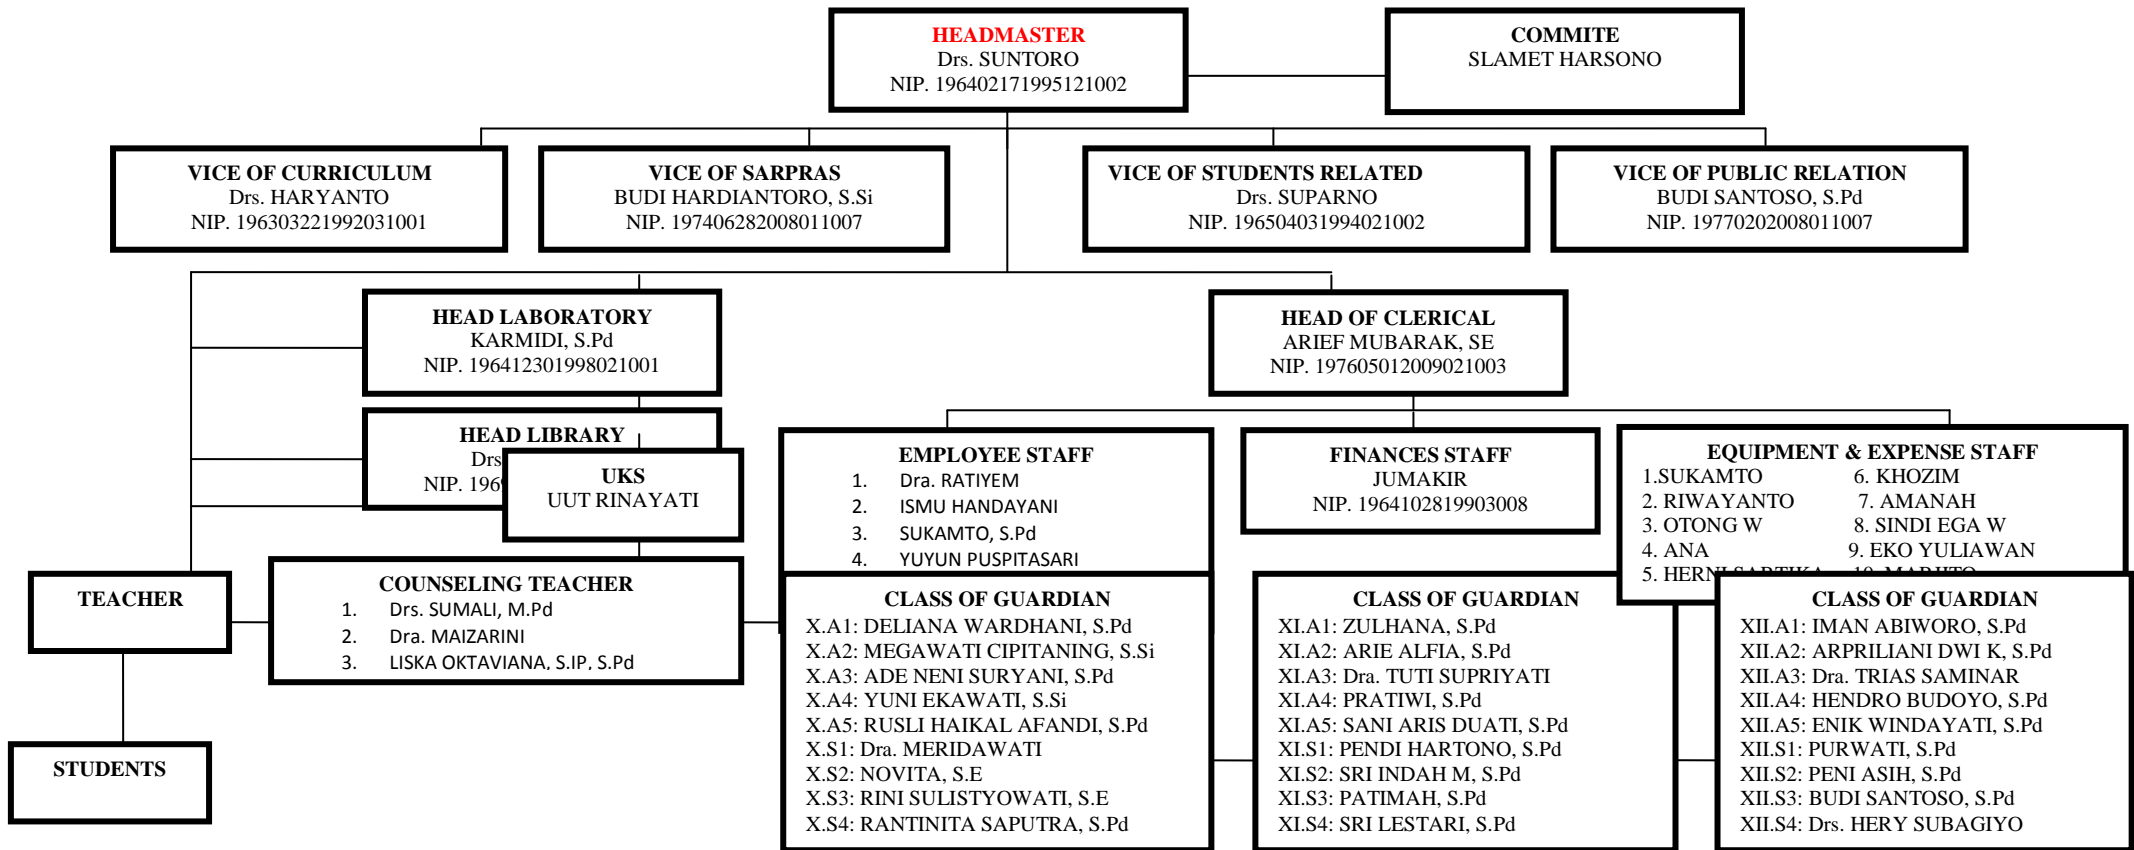 HEADMASTER
Drs. SUNTORO
NIP. 196402171995121002
COMMITE
SLAMET HARSONO
VICE OF CURRICULUM
Drs. HARYANTO
NIP. 196303221992031001
VICE OF SARPRAS
BUDI HARDIANTORO, S.Si
NIP. 197406282008011007
VICE OF STUDENTS RELATED
Drs. SUPARNO
NIP. 196504031994021002
VICE OF PUBLIC RELATION
BUDI SANTOSO, S.Pd
NIP. 19770202008011007
HEAD LABORATORY
KARMIDI, S.Pd
NIP. 196412301998021001
HEAD OF CLERICAL
ARIEF MUBARAK, SE
NIP. 197605012009021003
HEAD LIBRARY
Drs
NIP. 196
UKS
UUT RINAYATI
EMPLOYEE STAFF
1. Dra. RATIYEM
2. ISMU HANDAYANI
3. SUKAMTO, S.Pd
4. YUYUN PUSPITASARI
FINANCES STAFF
JUMAKIR
NIP. 1964102819903008
EQUIPMENT & EXPENSE STAFF
1.SUKAMTO 6. KHOZIM
2. RIWAYANTO 7. AMANAH
3. OTONG W 8. SINDI EGA W
4. ANA 9. EKO YULIAWAN
5. HERNI SARTIKA
TEACHER
COUNSELING TEACHER
1. Drs. SUMALI, M.Pd
2. Dra. MAIZARINI
3. LISKA OKTAVIANA, S.IP, S.Pd
STUDENTS
CLASS OF GUARDIAN
X.A1: DELIANA WARDHANI, S.Pd
X.A2: MEGAWATI CIPITANING, S.Si
X.A3: ADE NENI SURYANI, S.Pd
X.A4: YUNI EKAWATI, S.Si
X.A5: RUSLI HAIKAL AFANDI, S.Pd
X.S1: Dra. MERIDAWATI
X.S2: NOVITA, S.E
X.S3: RINI SULISTYOWATI, S.E
X.S4: RANTINITA SAPUTRA, S.Pd
CLASS OF GUARDIAN
XI.A1: ZULHANA, S.Pd
XI.A2: ARIE ALFIA, S.Pd
XI.A3: Dra. TUTI SUPRIYATI
XI.A4: PRATIWI, S.Pd
XI.A5: SANI ARIS DUATI, S.Pd
XI.S1: PENDI HARTONO, S.Pd
XI.S2: SRI INDAH M, S.Pd
XI.S3: PATIMAH, S.Pd
XI.S4: SRI LESTARI, S.Pd
CLASS OF GUARDIAN
XII.A1: IMAN ABIWORO, S.Pd
XII.A2: ARPRILIANI DWI K, S.Pd
XII.A3: Dra. TRIAS SAMINAR
XII.A4: HENDRO BUDOYO, S.Pd
XII.A5: ENIK WINDAYATI, S.Pd
XII.S1: PURWATI, S.Pd
XII.S2: PENI ASIH, S.Pd
XII.S3: BUDI SANTOSO, S.Pd
XII.S4: Drs. HERY SUBAGIYO